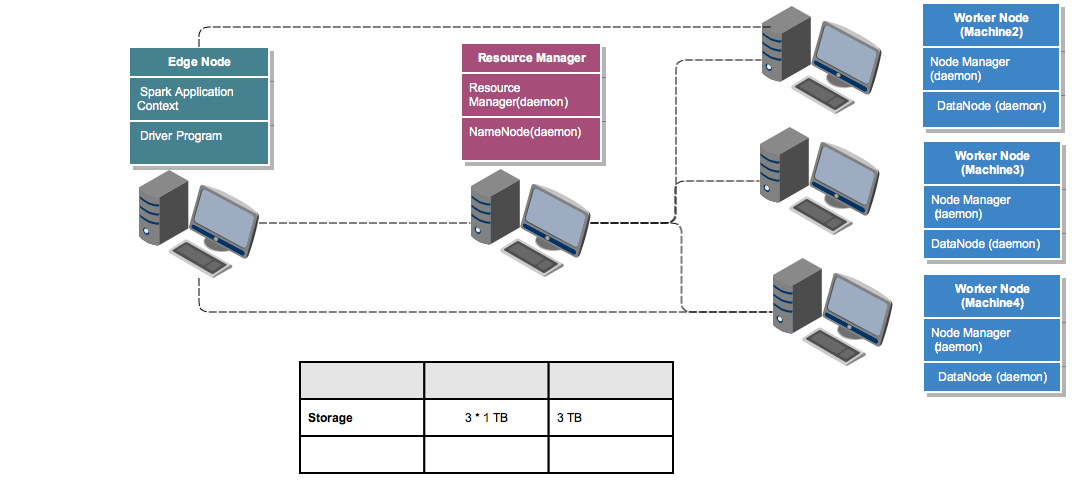 Edge Node
Spark Application
Context
Driver Program
Resource Manager
Resource
Manager(daemon)
NameNode(daemon)
Worker Node
(Machine2)
Node Manager
(daemon)
DataNode (daemon)
Worker Node
(Machine3)
Node Manager
(daemon)
DataNode (daemon)
Worker Node
(Machine4)
Node Manager
(daemon)
DataNode (daemon)
Storage 3 * 1 TB 3 TB